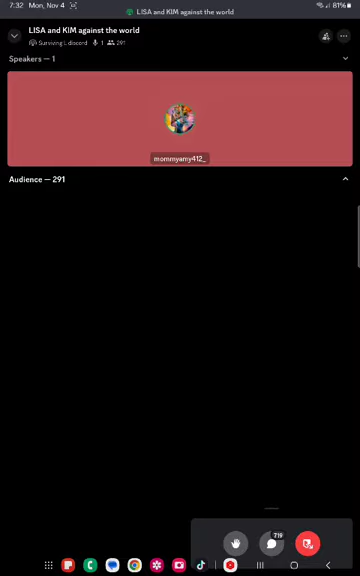 7:32 Mon, Nov 4
LISA and KIM against the world
81%
LISA and KIM against the world
Surviving L discord 1 291
Speakers — 1
mommyamy412_
Audience — 291
719